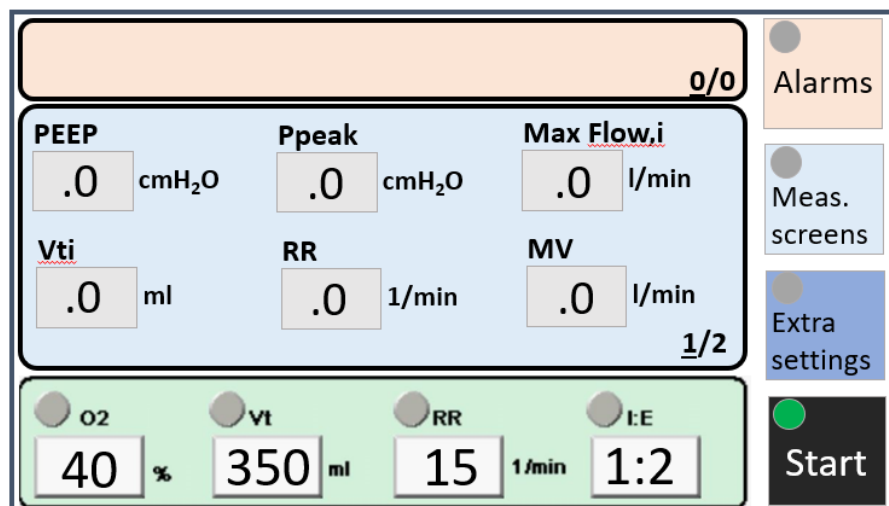 0/0
Alarms
PEEP Ppeak Max Flow,i
.0 cmH₂O .0 cmH₂O .0 l/min
Meas.
screens
Vti RR MV
.0 ml .0 1/min .0 l/min
1/2
Extra
settings
O2 Vt RR I:E
40 % 350 ml 15 1/min 1:2
Start